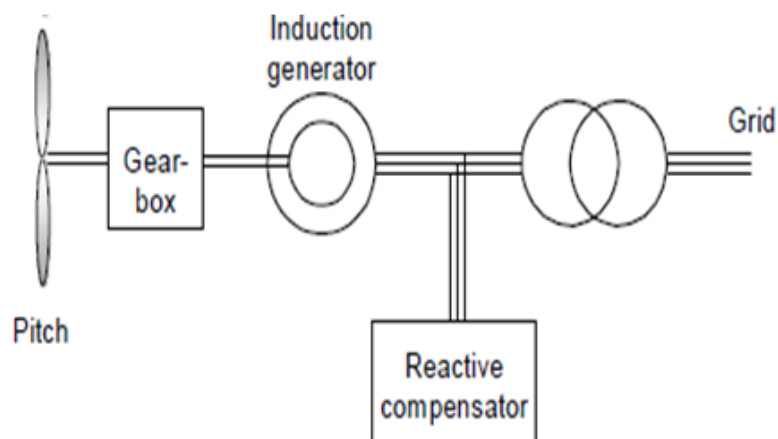 Induction
generator
Grid
Gear-
box
Pitch
Reactive
compensator